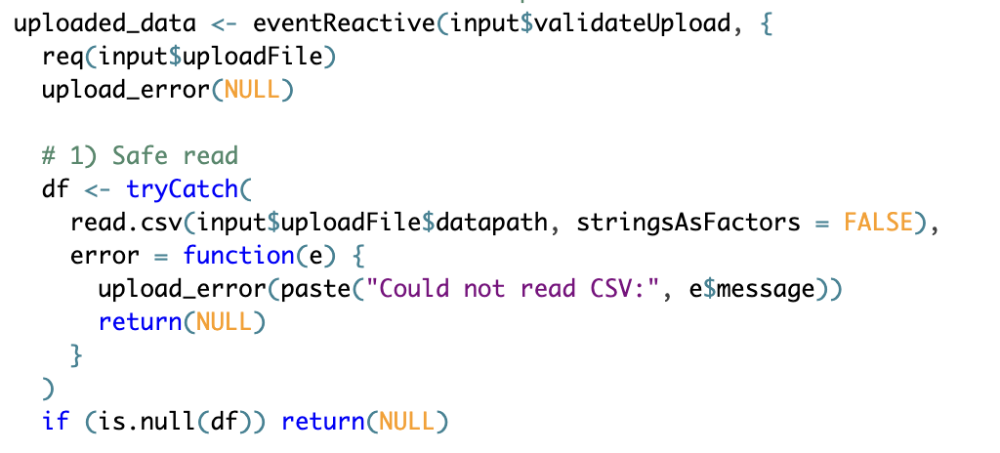 uploaded_data <- eventReactive(input$validateUpload, {
  req(input$uploadFile)
  upload_error(NULL)

  # 1) Safe read
  df <- tryCatch(
    read.csv(input$uploadFile$datapath, stringsAsFactors = FALSE),
    error = function(e) {
      upload_error(paste("Could not read CSV:", e$message))
      return(NULL)
    }
  )
  if (is.null(df)) return(NULL)